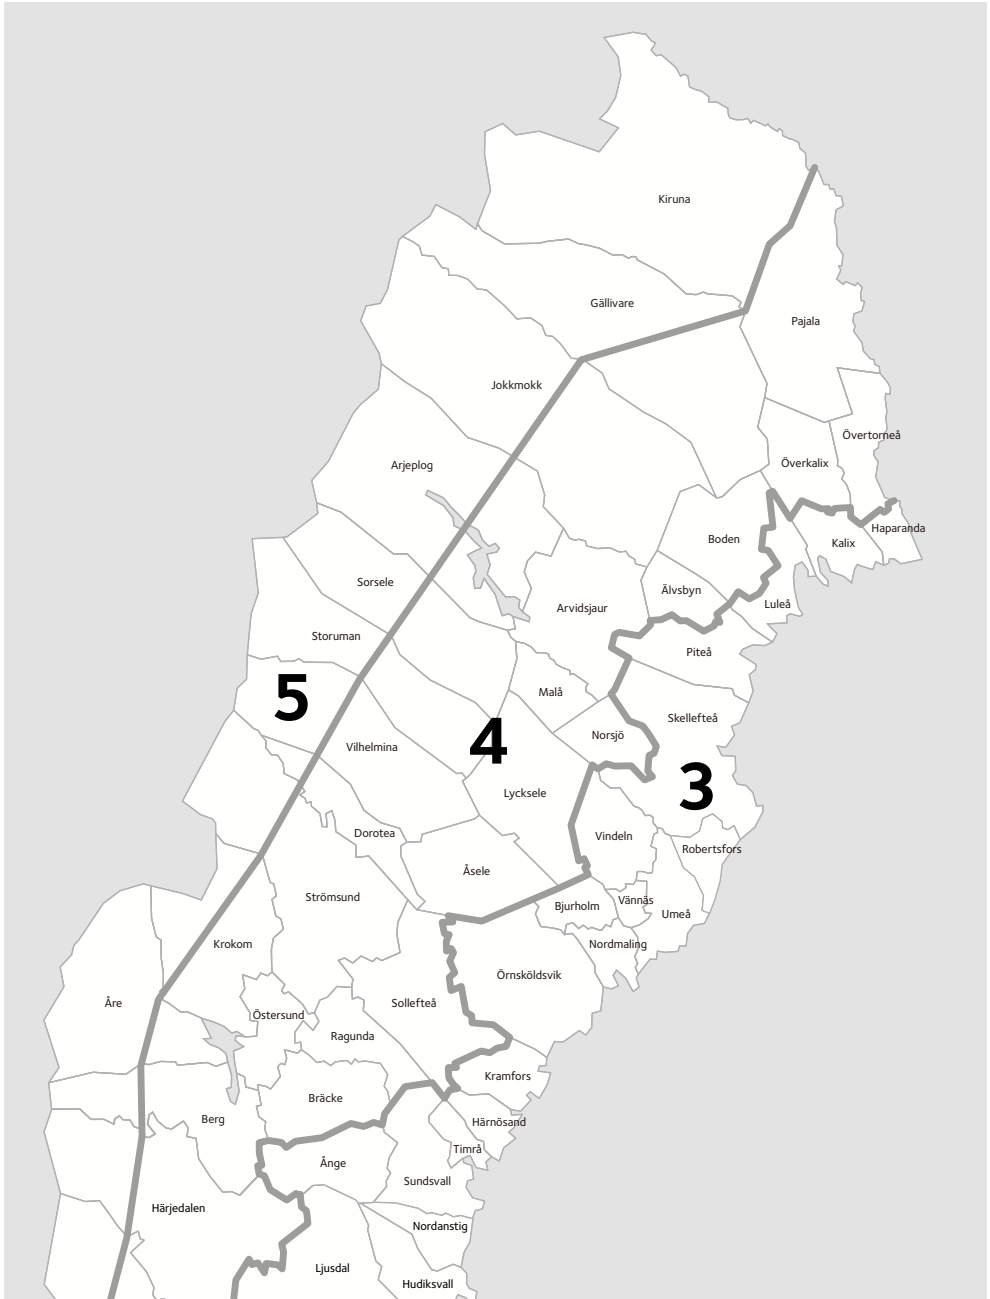 Kiruna
Gällivare
Pajala
Jokkmokk
Övertorneå
Arjeplog
Överkalix
Haparanda
Boden
Kalix
Sorsele
Älvsbyn
Luleå
Arvidsjaur
Storuman
Piteå
Malå
5
Skellefteå
Norsjö
4
Vilhelmina
3
Lycksele
Dorotea
Vindeln
Robertsfors
Åsele
Strömsund
Vännäs
Bjurholm
Umeå
Krokom
Nordmaling
Örnsköldsvik
Åre
Sollefteå
Östersund
Ragunda
Kramfors
Bräcke
Berg
Härnösand
Timrå
Ånge
Sundsvall
Härjedalen
Nordanstig
Ljusdal
Hudiksvall